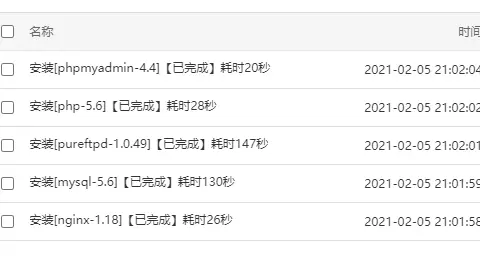 名称 时间
安装[phpmyadmin-4.4]【已完成】耗时20秒 2021-02-05 21:02:04
安装[php-5.6]【已完成】耗时28秒 2021-02-05 21:02:02
安装[pureftpd-1.0.49]【已完成】耗时147秒 2021-02-05 21:02:01
安装[mysql-5.6]【已完成】耗时130秒 2021-02-05 21:01:59
安装[nginx-1.18]【已完成】耗时26秒 2021-02-05 21:01:58